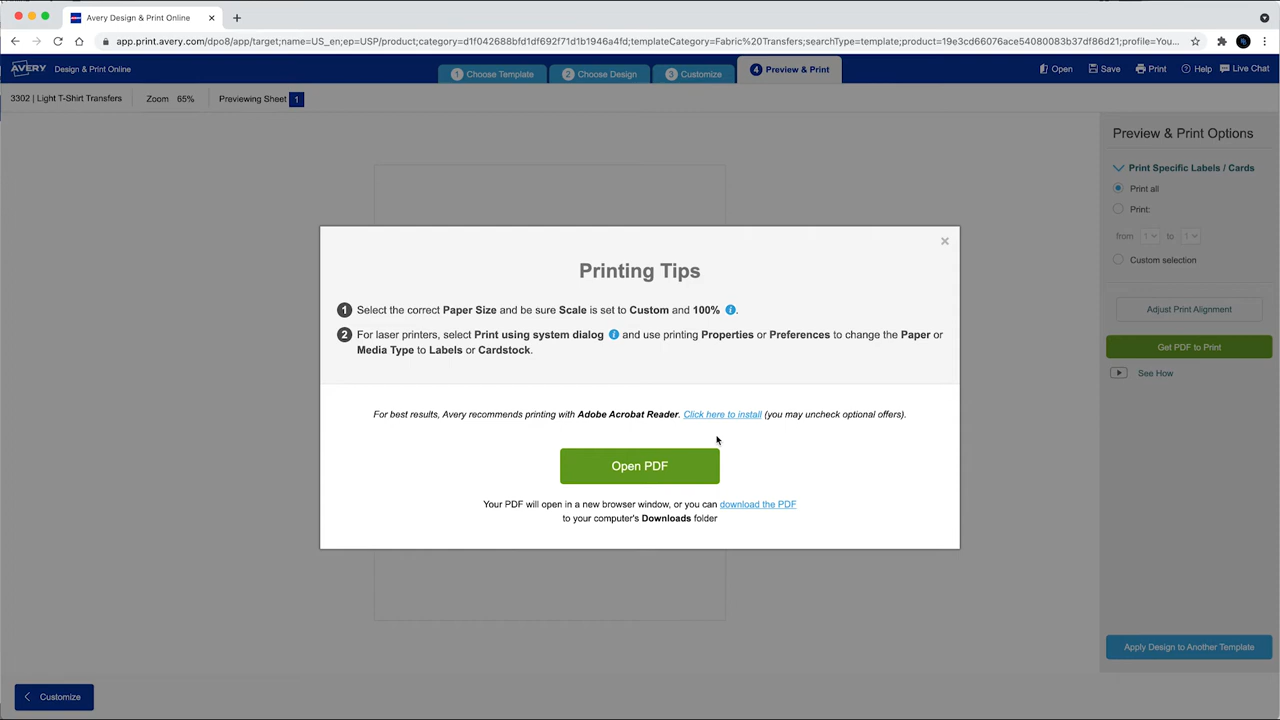 Avery Design & Print Online
app.print.avery.com/dpo8/app/target;name=US_en;ep=USP/product;category=d1f042688bfd1df692f71d1b1946a4fd;templateCategory=Fabric%20Transfers;searchType=template;product=19e3cd66076ace54080083b37df86d21;profile=You...
AVERY Design & Print Online
1 Choose Template
2 Choose Design
3 Customize
4 Preview & Print
Open
Save
Print
Help
Live Chat
3302 | Light T-Shirt Transfers
Zoom 65%
Previewing Sheet 1
Preview & Print Options
Print Specific Labels / Cards
Print all
Print:
from 1 to 1
Custom selection
Adjust Print Alignment
Get PDF to Print
See How
Printing Tips
1 Select the correct Paper Size and be sure Scale is set to Custom and 100% i.
2 For laser printers, select Print using system dialog i and use printing Properties or Preferences to change the Paper or
Media Type to Labels or Cardstock.
For best results, Avery recommends printing with Adobe Acrobat Reader. Click here to install (you may uncheck optional offers).
Open PDF
Your PDF will open in a new browser window, or you can download the PDF
to your computer's Downloads folder
Apply Design to Another Template
Customize